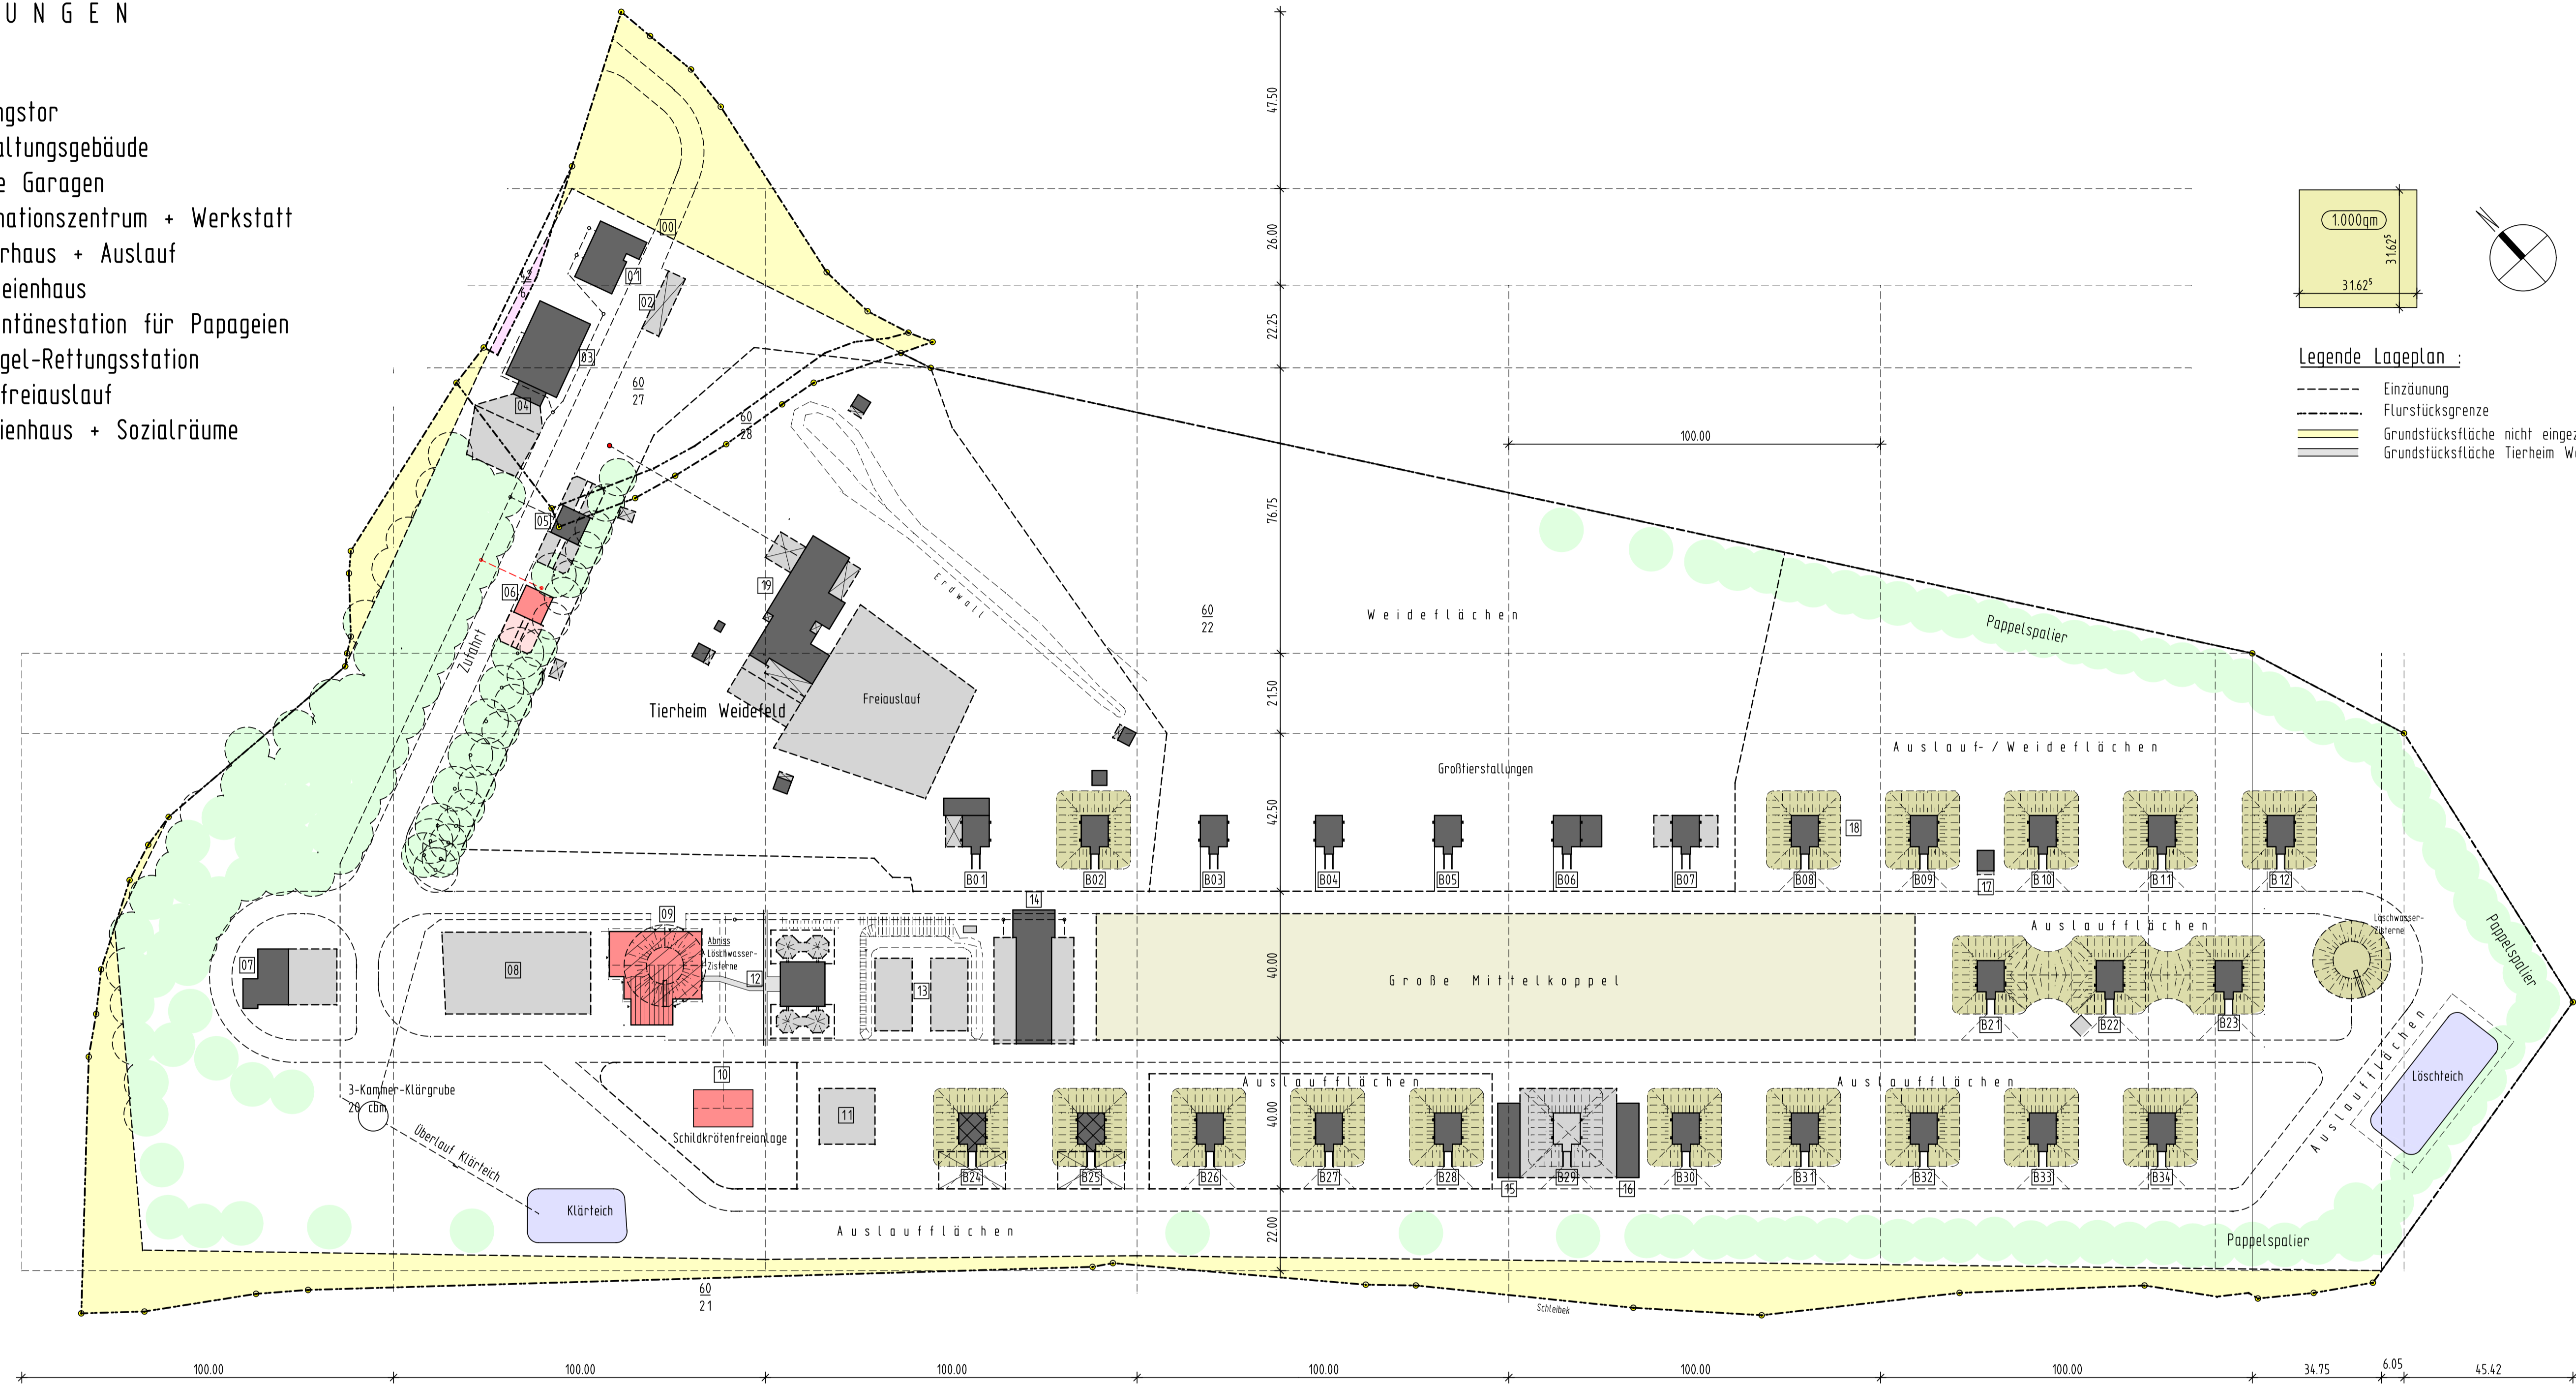 U N G E N
ngstor
altungsgebäude
e Garagen
mationszentrum + Werkstatt
erhaus + Auslauf
eienhaus
ntänestation für Papageien
gel-Rettungsstation
freiauslauf
ienhaus + Sozialräume
47.50
26.00
22.25
76.75
21.50
42.50
40.00
40.00
22.00
1.000qm
31.62⁵
31.62⁵
Legende Lageplan :
Einzäunung
Flurstücksgrenze
Grundstücksfläche nicht eingez
Grundstücksfläche Tierheim We
100.00
00
01
02
03
04
05
06
60
27
60
28
19
Erdwall
60
22
Weideflächen
Pappelspalier
Zufahrt
Tierheim Weidefeld
Freiauslauf
Großtierstallungen
Auslauf-/Weideflächen
18
17
B01
B02
B03
B04
B05
B06
B07
B08
B09
B10
B11
B12
07
08
09
Abriss
Löschwasser-
Zisterne
12
13
14
Große Mittelkoppel
Auslaufflächen
B21
B22
B23
Löschwasser-
Zisterne
Pappelspalier
Auslaufflächen
Löschteich
3-Kammer-Klärgrube
20 cbm
Überlauf Klärteich
Klärteich
10
Schildkrötenfreianlage
11
Auslaufflächen
Auslaufflächen
B24
B25
B26
B27
B28
15
B29
16
B30
B31
B32
B33
B34
Auslaufflächen
Pappelspalier
60
21
Schleibek
100.00
100.00
100.00
100.00
100.00
100.00
34.75
6.05
45.42